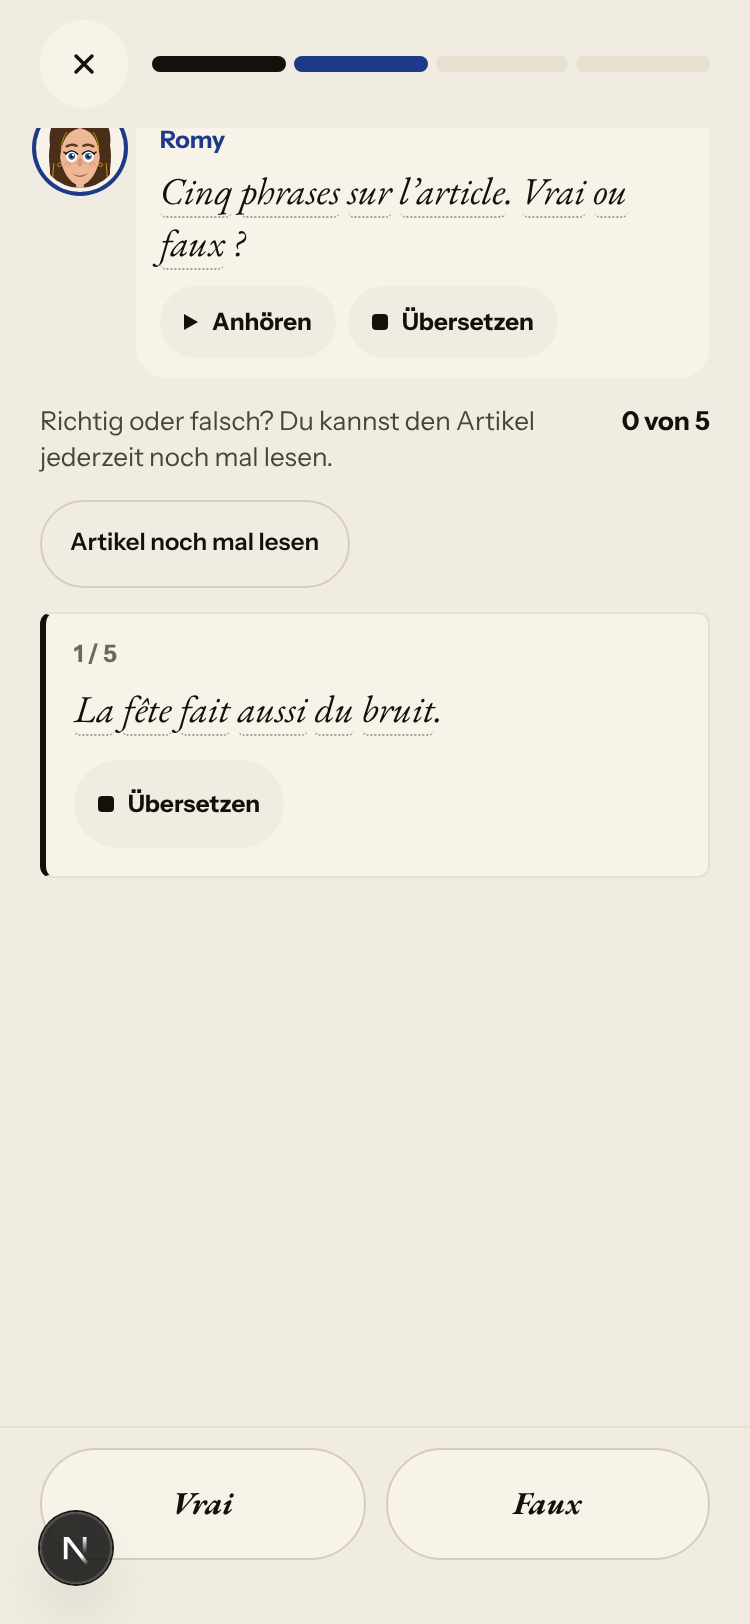 Romy
Cinq phrases sur l’article. Vrai ou
faux ?
Anhören
Übersetzen
Richtig oder falsch? Du kannst den Artikel
jederzeit noch mal lesen.
0 von 5
Artikel noch mal lesen
1 / 5
La fête fait aussi du bruit.
Übersetzen
Vrai
Faux
N